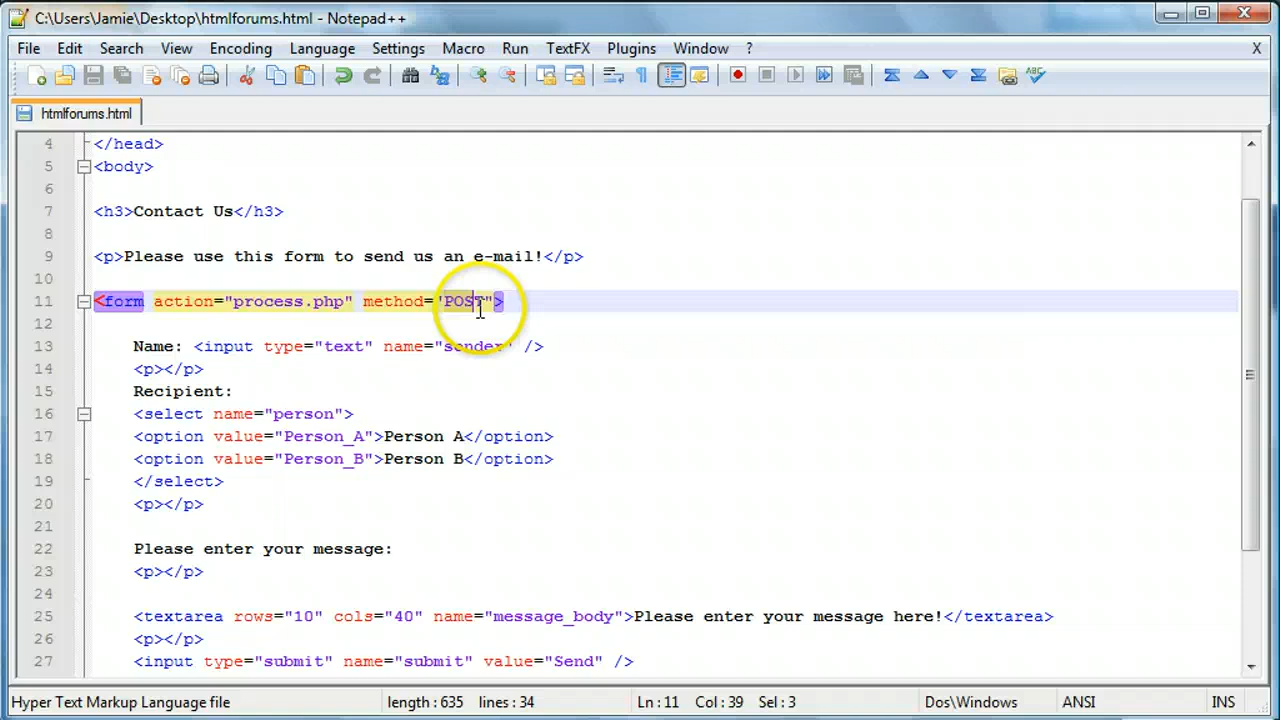 C:\Users\Jamie\Desktop\htmlforums.html - Notepad++
File Edit Search View Encoding Language Settings Macro Run TextFX Plugins Window ? X
ABC
htmlforums.html
4 </head>
5 <body>
6
7 <h3>Contact Us</h3>
8
9 <p>Please use this form to send us an e-mail!</p>
10
11 <form action="process.php" method="POST">
12
13 Name: <input type="text" name="sender" />
14 <p></p>
15 Recipient:
16 <select name="person">
17 <option value="Person_A">Person A</option>
18 <option value="Person_B">Person B</option>
19 </select>
20 <p></p>
21
22 Please enter your message:
23 <p></p>
24
25 <textarea rows="10" cols="40" name="message_body">Please enter your message here!</textarea>
26 <p></p>
27 <input type="submit" name="submit" value="Send" />
Hyper Text Markup Language file length : 635 lines : 34 Ln : 11 Col : 39 Sel : 3 Dos\Windows ANSI INS